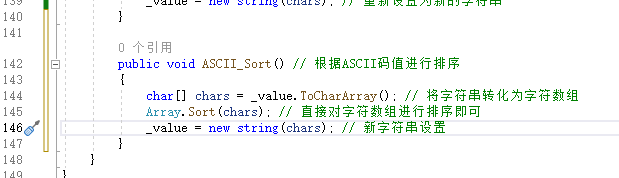 139 _value = new string(chars); // 重新设置为新的字符串
140 }
141
0 个引用
142 public void ASCII_Sort() // 根据ASCII码值进行排序
143 {
144 char[] chars = _value.ToCharArray(); // 将字符串转化为字符数组
145 Array.Sort(chars); // 直接对字符数组进行排序即可
146 _value = new string(chars); // 新字符串设置
147 }
148 }
149 }